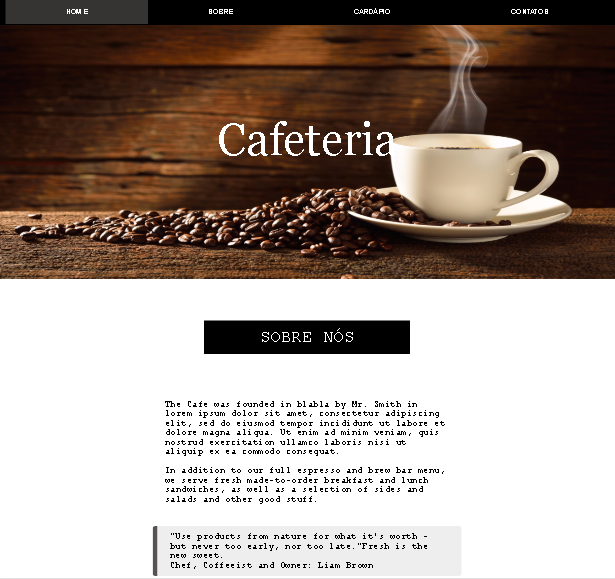 HOME SOBRE CARDÁPIO CONTATOS
Cafeteria
SOBRE NÓS
The Cafe was founded in blabla by Mr. Smith in
lorem ipsum dolor sit amet, consectetur adipiscing
elit, sed do eiusmod tempor incididunt ut labore et
dolore magna aliqua. Ut enim ad minim veniam, quis
nostrud exercitation ullamco laboris nisi ut
aliquip ex ea commodo consequat.
In addition to our full espresso and brew bar menu,
we serve fresh made-to-order breakfast and lunch
sandwiches, as well as a selection of sides and
salads and other good stuff.
"Use products from nature for what it's worth -
but never too early, nor too late."Fresh is the
new sweet.
Chef, Coffeeist and Owner: Liam Brown